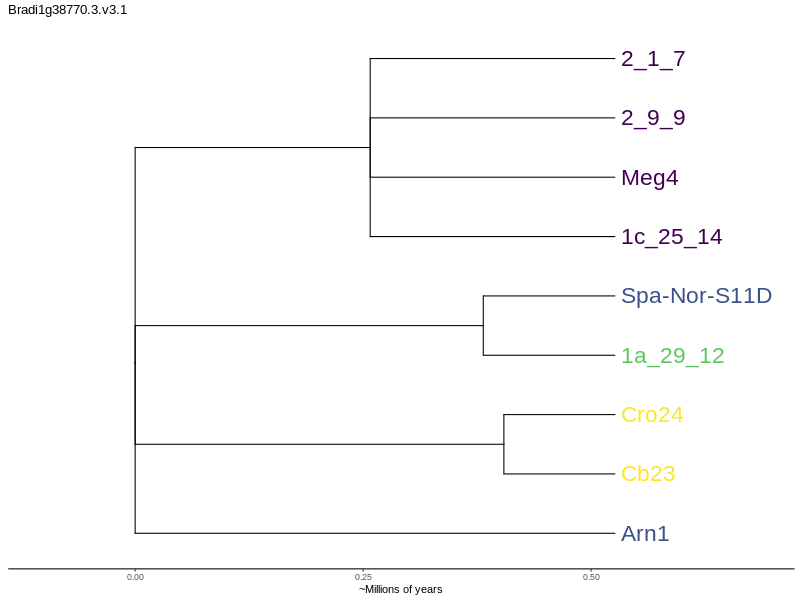 Bradi1g38770.3.v3.1
2_1_7
2_9_9
Meg4
1c_25_14
Spa-Nor-S11D
1a_29_12
Cro24
Cb23
Arn1
0.00 0.25 0.50
~Millions of years